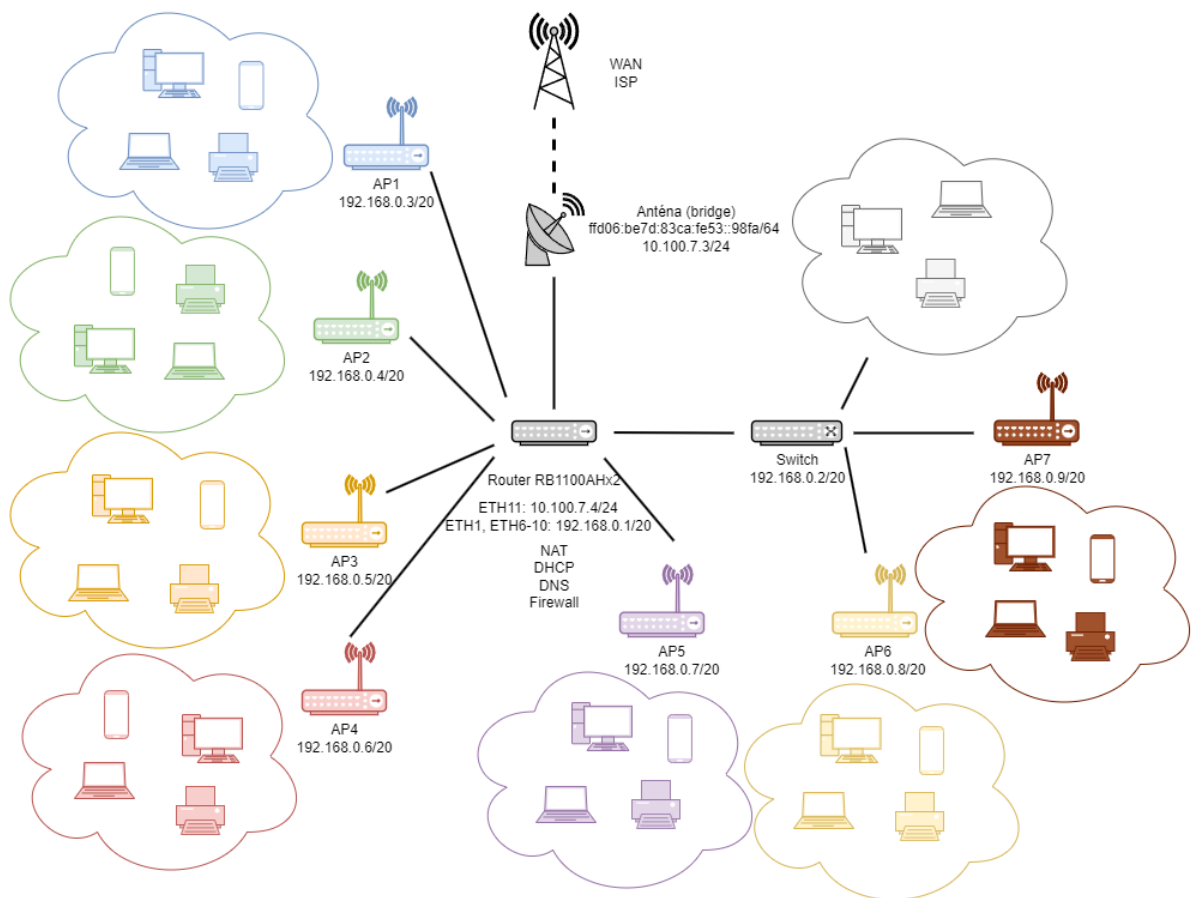 WAN
ISP
AP1
192.168.0.3/20
Anténa (bridge)
ffd06:be7d:83ca:fe53::98fa/64
10.100.7.3/24
AP2
192.168.0.4/20
Router RB1100AHx2
ETH11: 10.100.7.4/24
ETH1, ETH6-10: 192.168.0.1/20
NAT
DHCP
DNS
Firewall
Switch
192.168.0.2/20
AP7
192.168.0.9/20
AP3
192.168.0.5/20
AP5
192.168.0.7/20
AP6
192.168.0.8/20
AP4
192.168.0.6/20